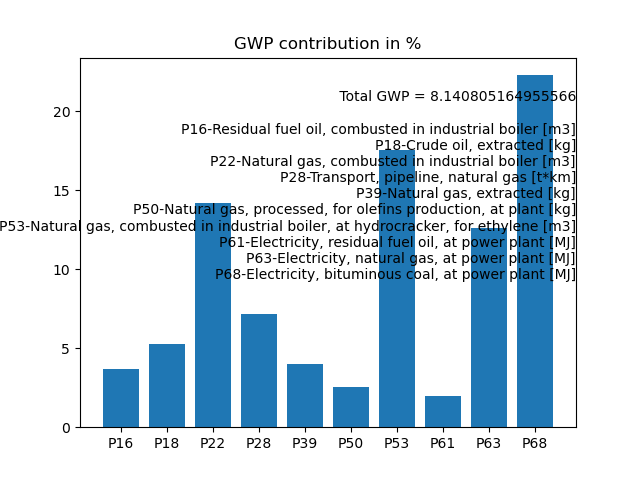 GWP contribution in %
Total GWP = 8.140805164955566
P16-Residual fuel oil, combusted in industrial boiler [m3]
P18-Crude oil, extracted [kg]
P22-Natural gas, combusted in industrial boiler [m3]
P28-Transport, pipeline, natural gas [t*km]
P39-Natural gas, extracted [kg]
P50-Natural gas, processed, for olefins production, at plant [kg]
P53-Natural gas, combusted in industrial boiler, at hydrocracker, for ethylene [m3]
P61-Electricity, residual fuel oil, at power plant [MJ]
P63-Electricity, natural gas, at power plant [MJ]
P68-Electricity, bituminous coal, at power plant [MJ]
20
15
10
5
0
P16 P18 P22 P28 P39 P50 P53 P61 P63 P68